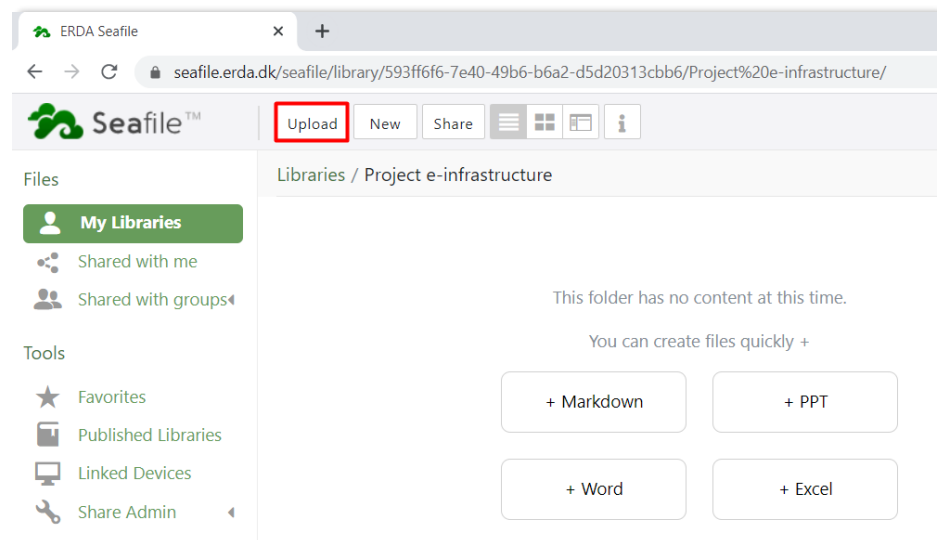 ERDA Seafile
seafile.erda.dk/seafile/library/593ff6f6-7e40-49b6-b6a2-d5d20313cbb6/Project%20e-infrastructure/
Seafile™
Upload New Share
Files
Libraries / Project e-infrastructure
My Libraries
Shared with me
Shared with groups
Tools
Favorites
Published Libraries
Linked Devices
Share Admin
This folder has no content at this time.
You can create files quickly +
+ Markdown + PPT
+ Word + Excel